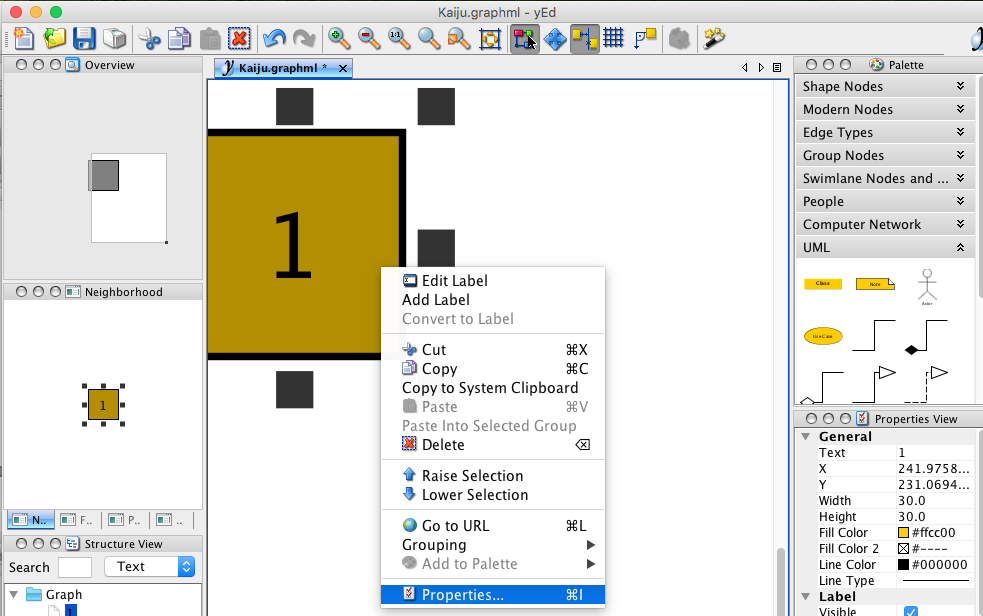 Kaiju.graphml - yEd
1:1
Overview
Kaiju.graphml *
1
Neighborhood
1
N..
F..
P..
..
Structure View
Search
Text
Graph
1
Edit Label
Add Label
Convert to Label
Cut ⌘X
Copy ⌘C
Copy to System Clipboard
Paste ⌘V
Paste Into Selected Group
Delete ⌫
Raise Selection
Lower Selection
Go to URL ⌘L
Grouping
Add to Palette
Properties... ⌘I
Palette
Shape Nodes
Modern Nodes
Edge Types
Group Nodes
Swimlane Nodes and ...
People
Computer Network
UML
Class
Note
Actor
Use Case
Properties View
General
Text 1
X 241.9758...
Y 231.0694...
Width 30.0
Height 30.0
Fill Color #ffcc00
Fill Color 2 #----
Line Color #000000
Line Type
Label
Visible